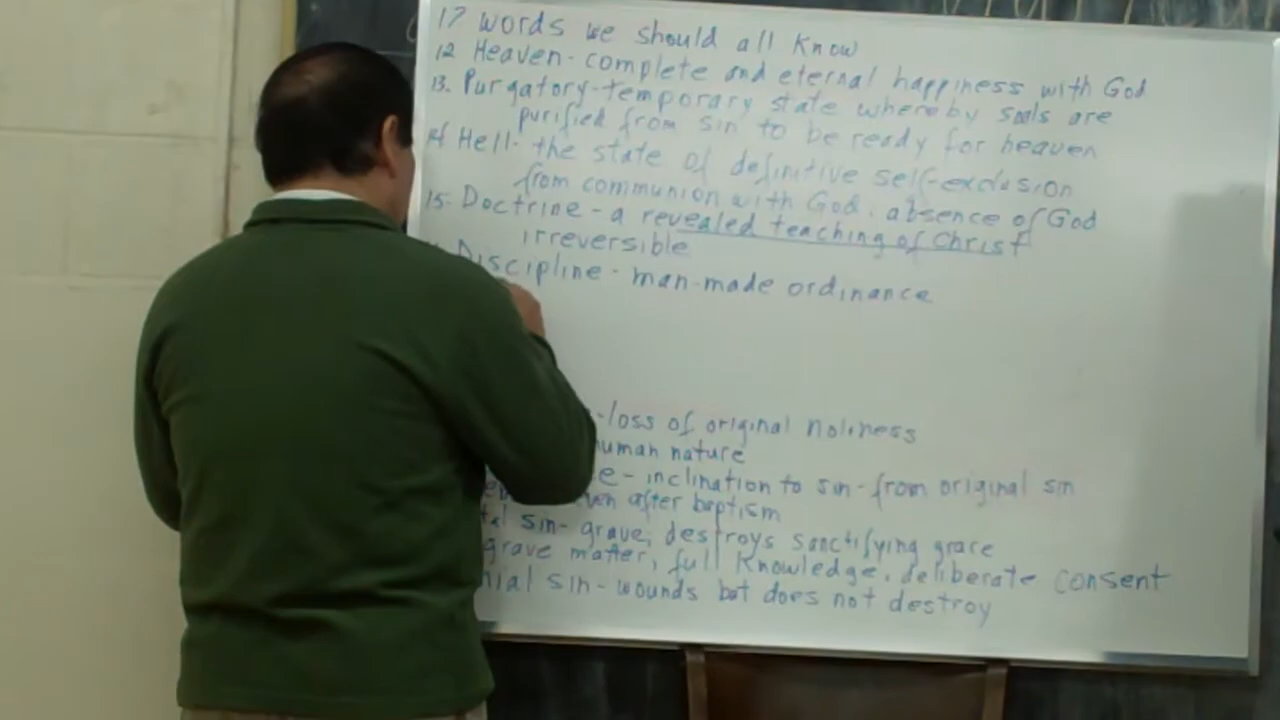 17 words we should all know
12 Heaven- complete and eternal happiness with God
13. Purgatory-temporary state whereby souls are
purified from sin to be ready for heaven
14 Hell- the state of definitive self-exclusion
from communion with God. absence of God
15. Doctrine - a revealed teaching of Christ
irreversible
Discipline - man-made ordinance
-loss of original holiness
human nature
e- inclination to sin-from original sin
ven after baptism
tal sin- grave, destroys sanctifying grace
grave matter, full knowledge, deliberate consent
nial sin- wounds but does not destroy